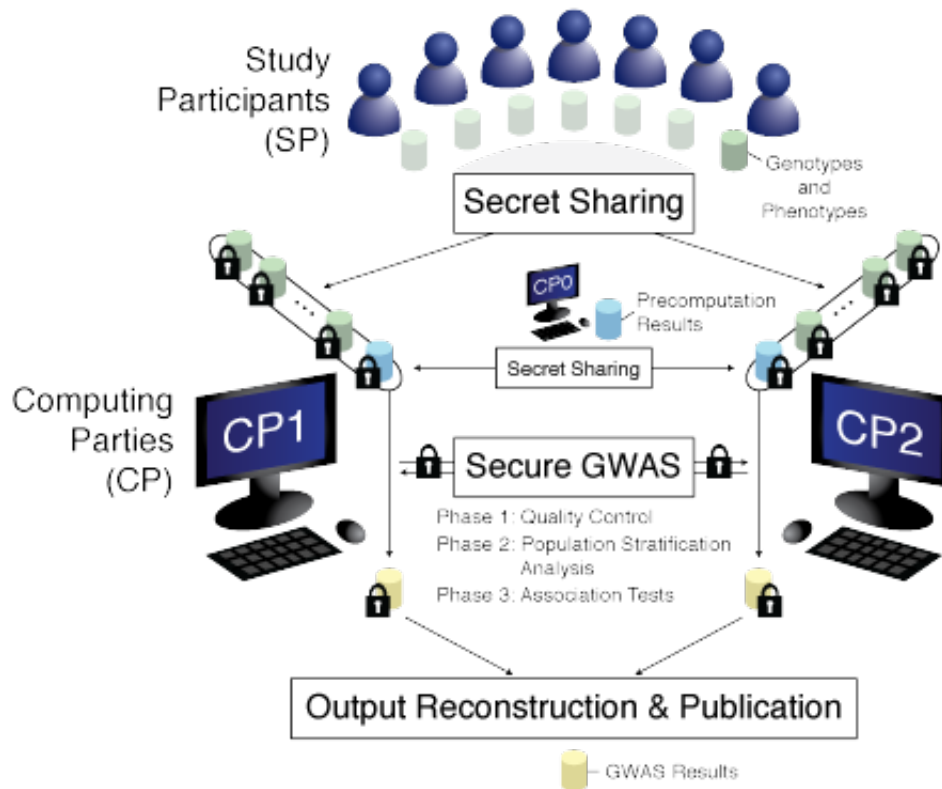 Study
Participants
(SP)
Genotypes
and
Phenotypes
Secret Sharing
CP0
Precomputation
Results
Secret Sharing
Computing
Parties
(CP)
CP1
CP2
Secure GWAS
Phase 1: Quality Control
Phase 2: Population Stratification
Analysis
Phase 3: Association Tests
Output Reconstruction & Publication
GWAS Results